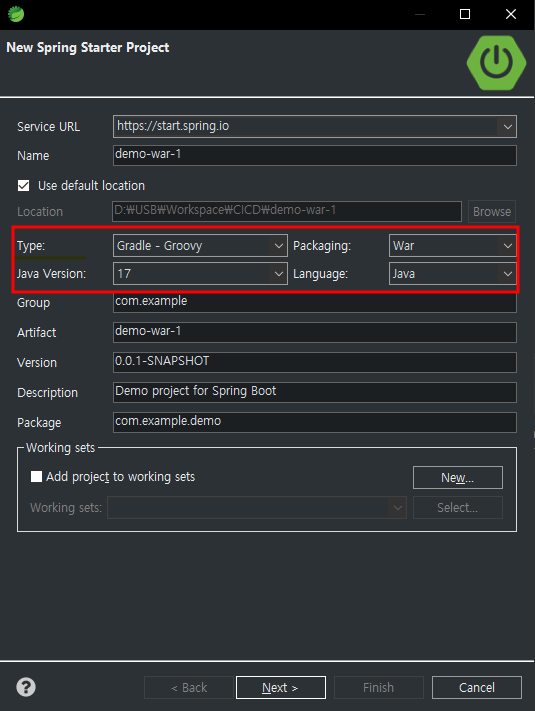 New Spring Starter Project
Service URL https://start.spring.io
Name demo-war-1
Use default location
Location D:₩USB₩Workspace₩CICD₩demo-war-1 Browse
Type: Gradle - Groovy Packaging: War
Java Version: 17 Language: Java
Group com.example
Artifact demo-war-1
Version 0.0.1-SNAPSHOT
Description Demo project for Spring Boot
Package com.example.demo
Working sets
Add project to working sets New...
Working sets: Select...
? < Back Next > Finish Cancel